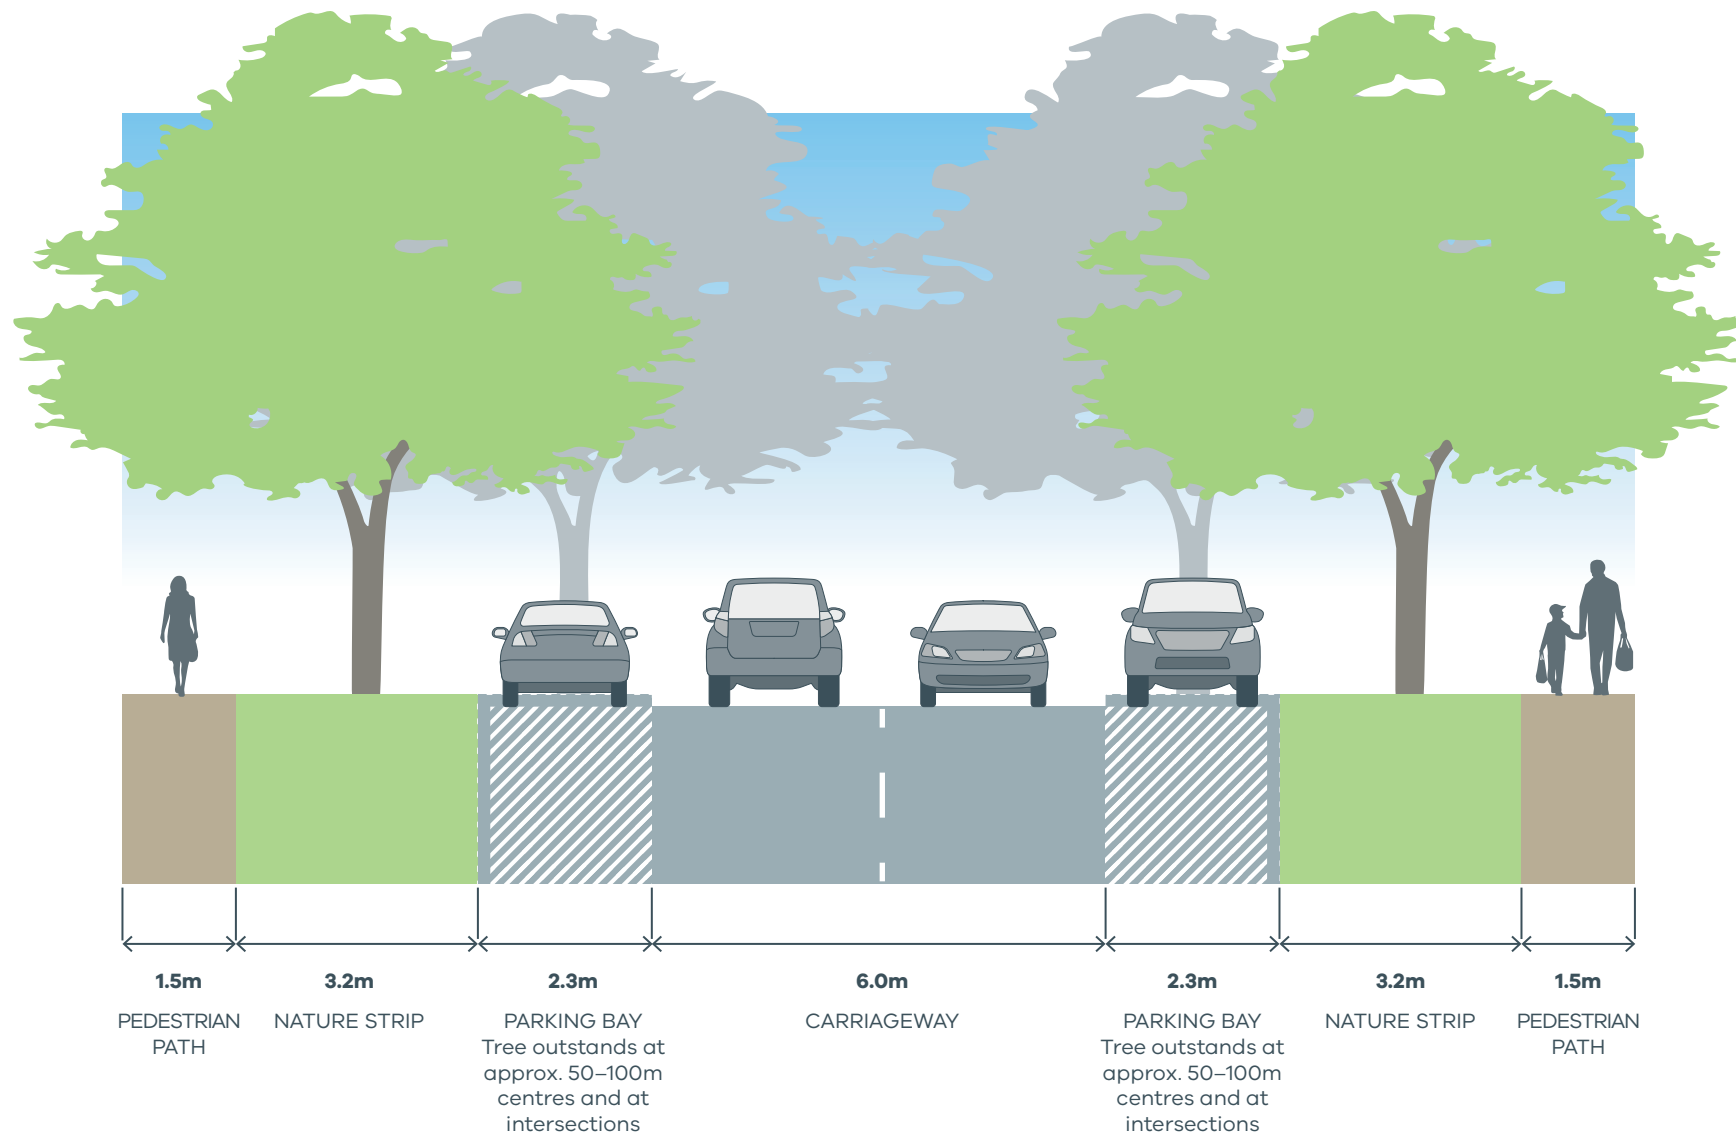 1.5m
3.2m
2.3m
6.0m
2.3m
3.2m
1.5m
PEDESTRIAN
PATH
NATURE STRIP
PARKING BAY
Tree outstands at
approx. 50–100m
centres and at
intersections
CARRIAGEWAY
PARKING BAY
Tree outstands at
approx. 50–100m
centres and at
intersections
NATURE STRIP
PEDESTRIAN
PATH